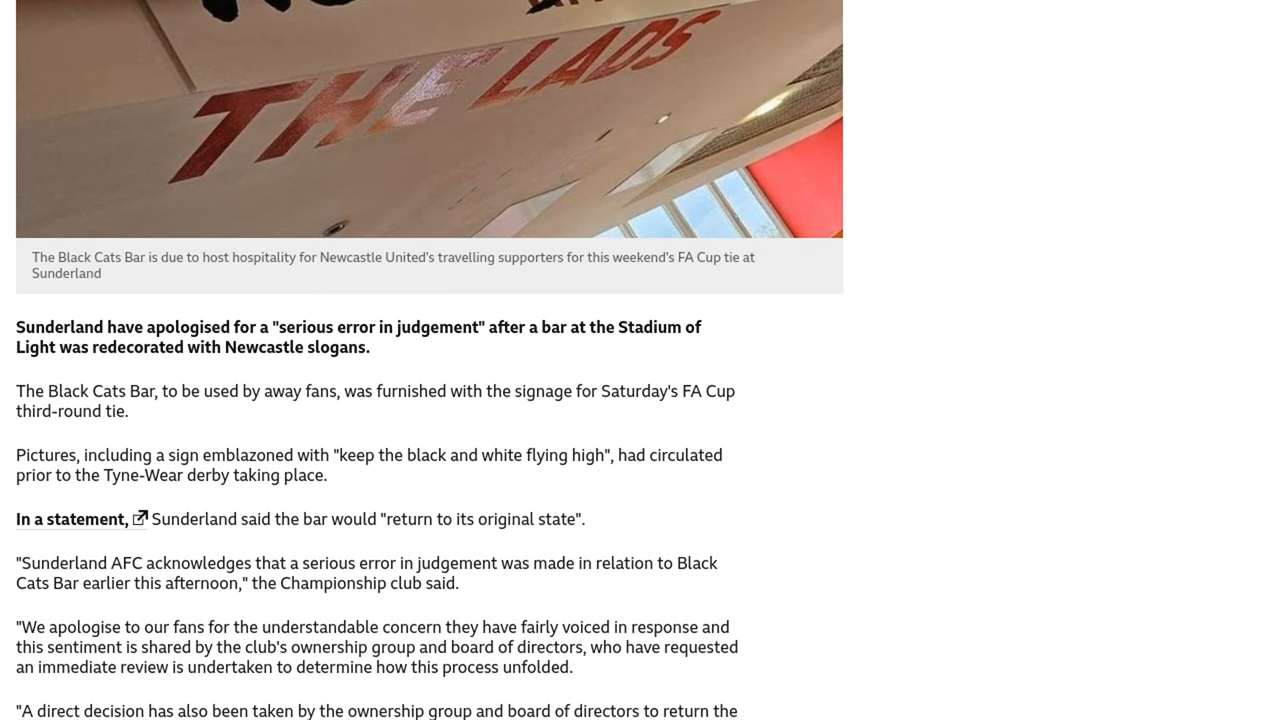 THE LADS
The Black Cats Bar is due to host hospitality for Newcastle United's travelling supporters for this weekend's FA Cup tie at
Sunderland
Sunderland have apologised for a "serious error in judgement" after a bar at the Stadium of
Light was redecorated with Newcastle slogans.
The Black Cats Bar, to be used by away fans, was furnished with the signage for Saturday's FA Cup
third-round tie.
Pictures, including a sign emblazoned with "keep the black and white flying high", had circulated
prior to the Tyne-Wear derby taking place.
In a statement, Sunderland said the bar would "return to its original state".
"Sunderland AFC acknowledges that a serious error in judgement was made in relation to Black
Cats Bar earlier this afternoon," the Championship club said.
"We apologise to our fans for the understandable concern they have fairly voiced in response and
this sentiment is shared by the club's ownership group and board of directors, who have requested
an immediate review is undertaken to determine how this process unfolded.
"A direct decision has also been taken by the ownership group and board of directors to return the